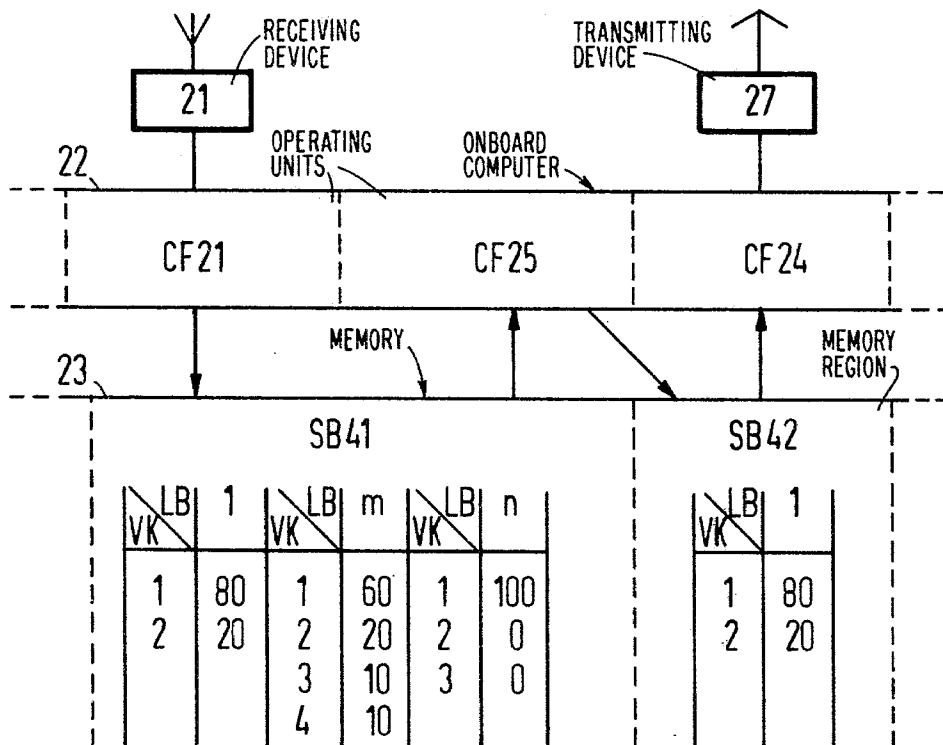 RECEIVING
DEVICE
21
TRANSMITTING
DEVICE
27
22
OPERATING
UNITS
ONBOARD
COMPUTER
CF21
CF25
CF24
23
MEMORY
MEMORY
REGION
SB41
SB42
LB 1 LB m LB n LB 1
VK VK VK VK
1 80 1 60 1 100 1 80
2 20 2 20 2 0 2 20
3 10 3 0
4 10